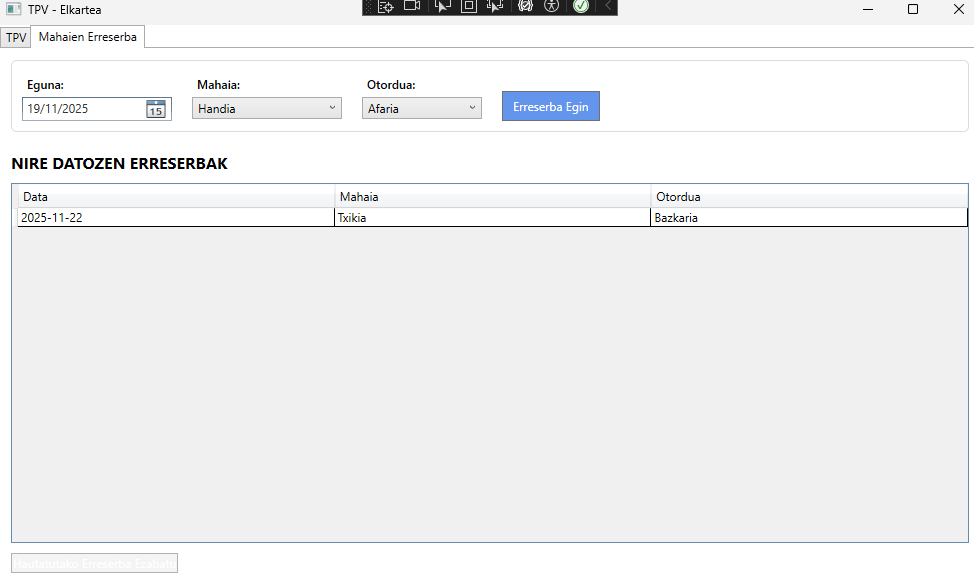 TPV - Elkartea
TPV Mahaien Erreserba
Eguna: Mahaia: Otordua:
19/11/2025 15 Handia Afaria Erreserba Egin
NIRE DATOZEN ERRESERBAK
Data Mahaia Otordua
2025-11-22 Txikia Bazkaria
Hautatutako Erreserba Ezabatu